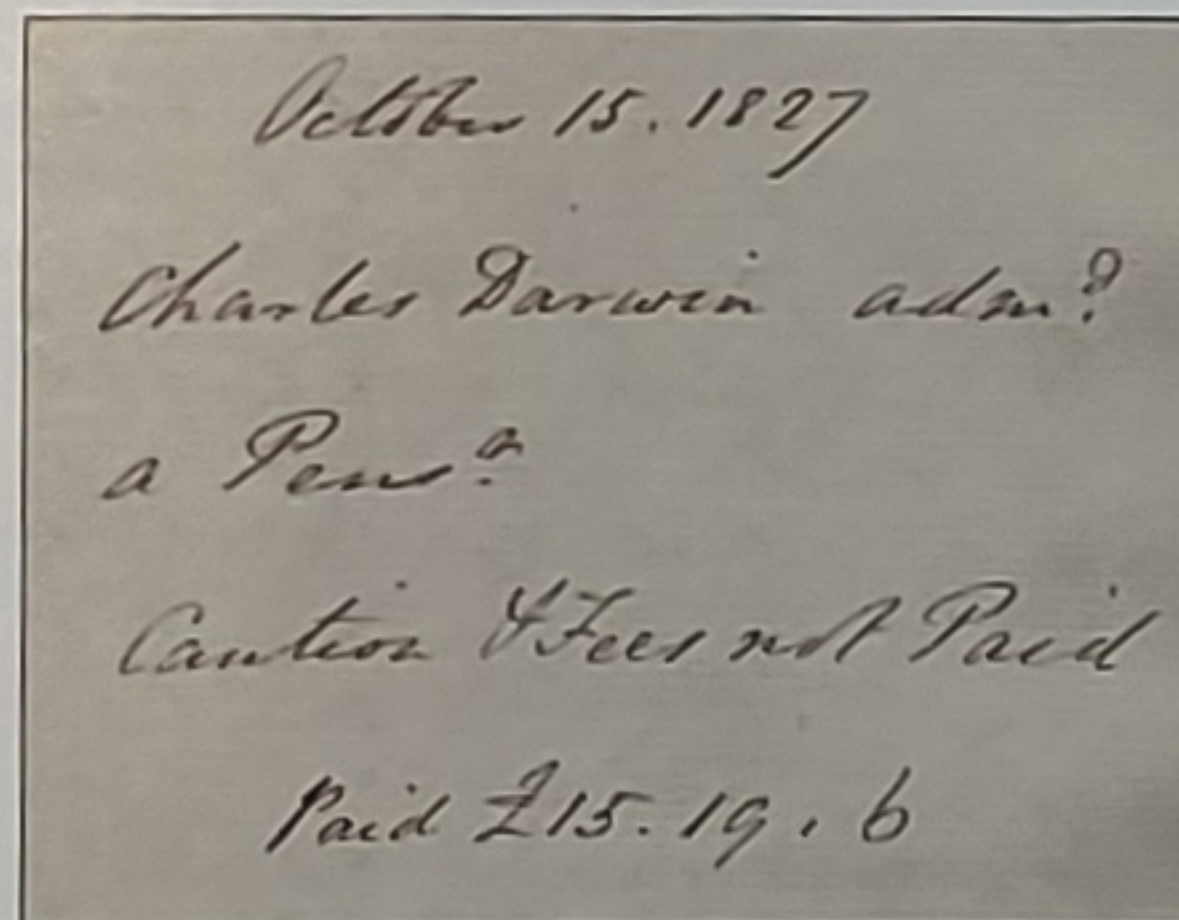 October 15. 1827
Charles Darwin adm.d
a Pens.r
Caution & Fees not Paid
Paid £15. 19. 6